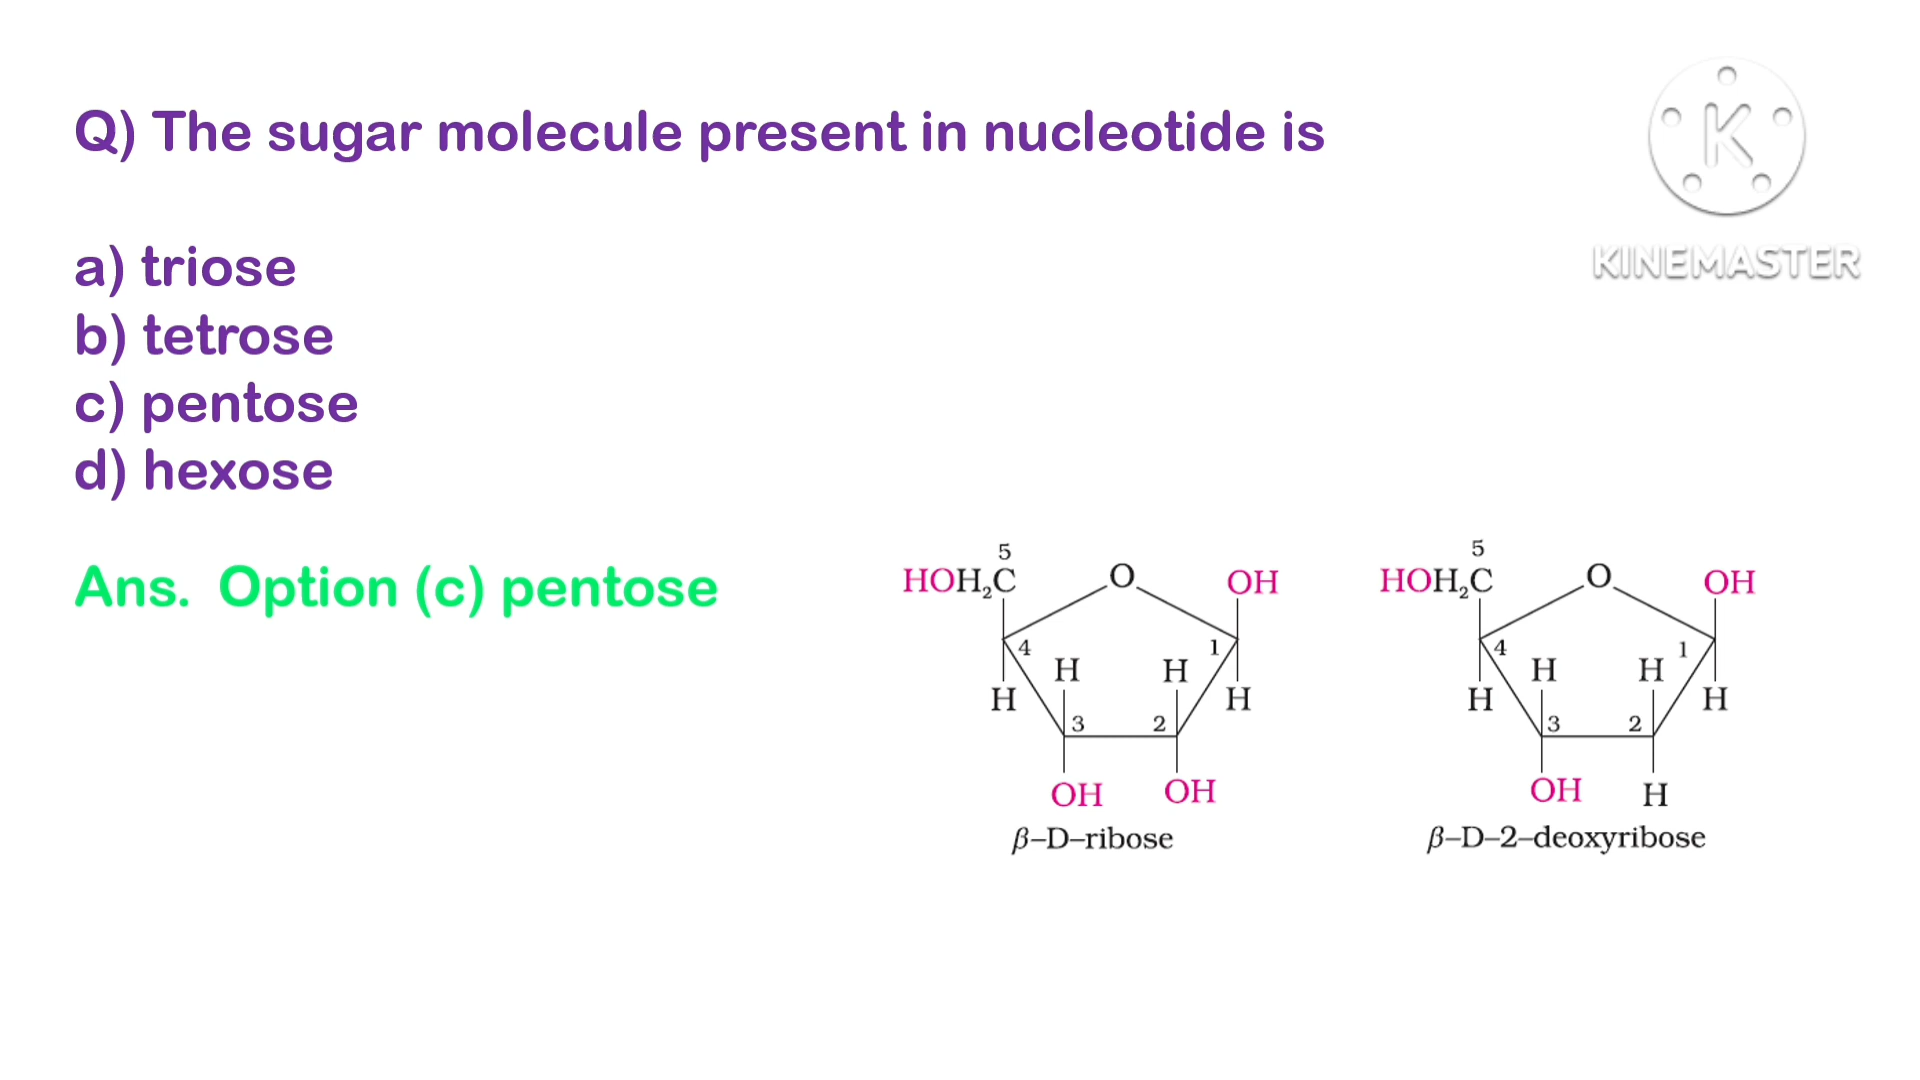 Q) The sugar molecule present in nucleotide is
K
KINEMASTER
a) triose
b) tetrose
c) pentose
d) hexose
Ans. Option (c) pentose
5
HOH₂C
O
OH
4
H
H
1
H
H
3
2
OH
OH
β–D–ribose
5
HOH₂C
O
OH
4
H
H
1
H
H
3
2
OH
H
β–D–2–deoxyribose